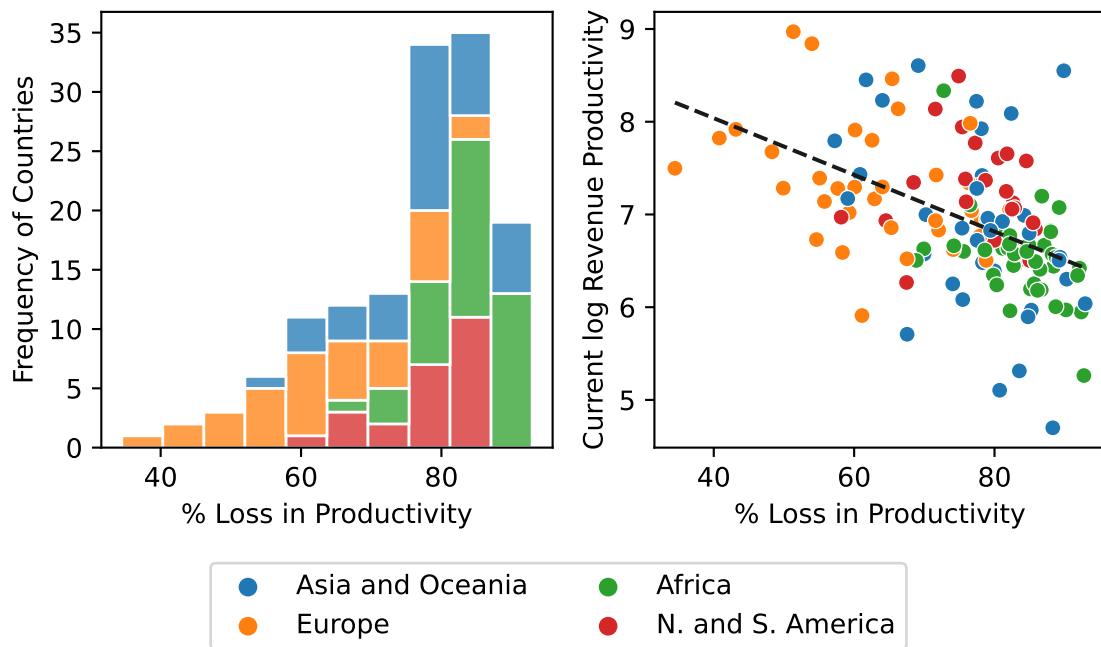 35
30
25
20
15
10
5
0
Frequency of Countries
40 60 80
% Loss in Productivity
9
8
7
6
5
Current log Revenue Productivity
40 60 80
% Loss in Productivity
Asia and Oceania
Europe
Africa
N. and S. America